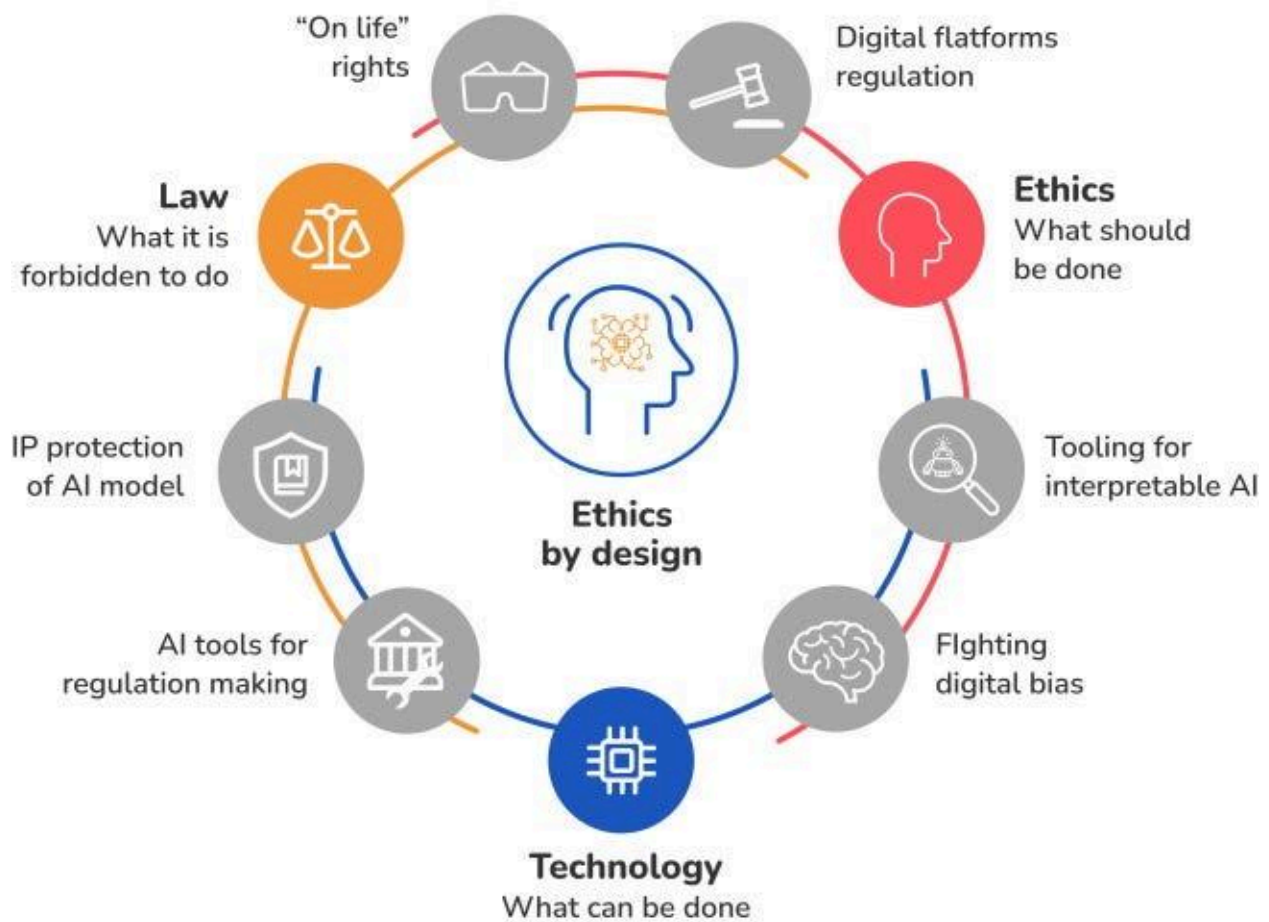 “On life”
rights
Digital flatforms
regulation
Law
What it is
forbidden to do
Ethics
What should
be done
IP protection
of AI model
Ethics
by design
Tooling for
interpretable AI
AI tools for
regulation making
FIghting
digital bias
Technology
What can be done